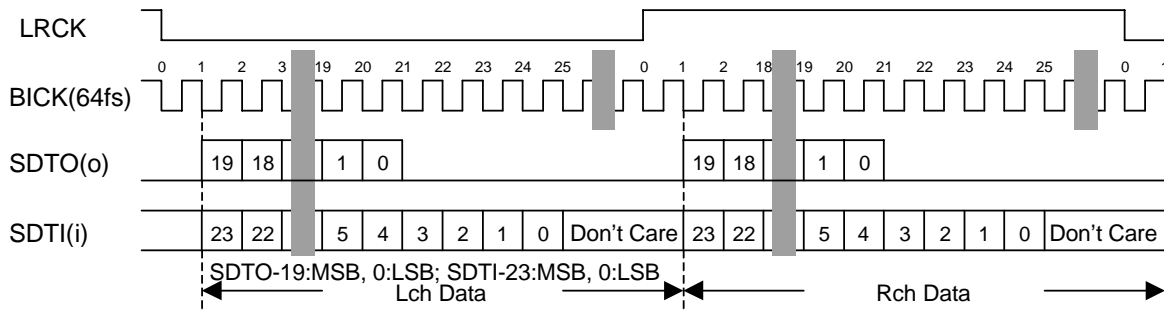 LRCK
0 1 2 3 19 20 21 22 23 24 25 0 1 2 18 19 20 21 22 23 24 25 0 1
BICK(64fs)
SDTO(o) 19 18 1 0 19 18 1 0
SDTI(i) 23 22 5 4 3 2 1 0 Don't Care 23 22 5 4 3 2 1 0 Don't Care
SDTO-19:MSB, 0:LSB; SDTI-23:MSB, 0:LSB
Lch Data Rch Data